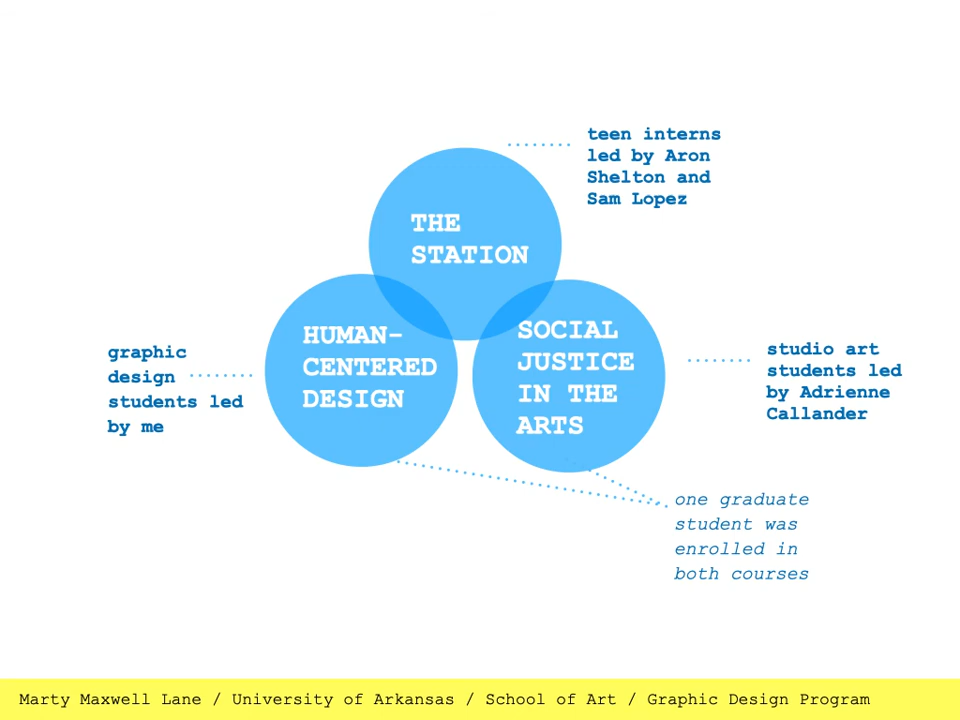 teen interns
led by Aron
Shelton and
Sam Lopez
THE
STATION
HUMAN-
CENTERED
DESIGN
SOCIAL
JUSTICE
IN THE
ARTS
graphic
design
students led
by me
studio art
students led
by Adrienne
Callander
one graduate
student was
enrolled in
both courses
Marty Maxwell Lane / University of Arkansas / School of Art / Graphic Design Program